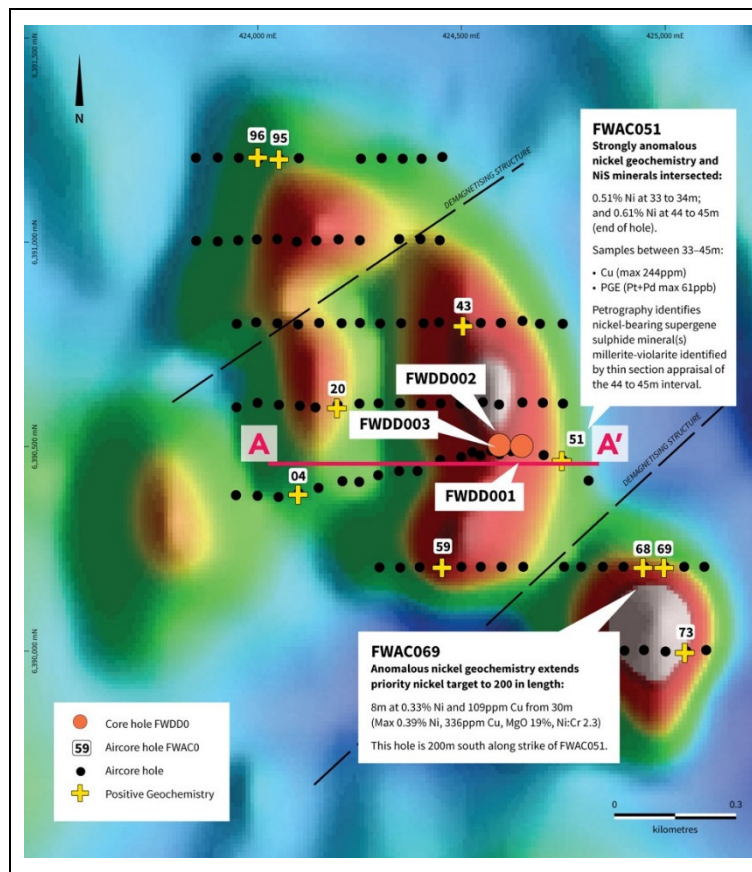 424,000 mE
424,500 mE
425,000 mE
6,391,500 mN
6,391,000 mN
6,390,500 mN
6,390,000 mN
N
96
95
DEMAGNETISING STRUCTURE
FWAC051
Strongly anomalous
nickel geochemistry and
NiS minerals intersected:
0.51% Ni at 33 to 34m;
and 0.61% Ni at 44 to 45m
(end of hole).
Samples between 33–45m:
• Cu (max 244ppm)
• PGE (Pt+Pd max 61ppb)
Petrography identifies
nickel-bearing supergene
sulphide mineral(s)
millerite-violarite identified
by thin section appraisal of
the 44 to 45m interval.
43
20
FWDD002
FWDD003
51
A
A′
DEMAGNETISING STRUCTURE
04
FWDD001
59
68
69
73
FWAC069
Anomalous nickel geochemistry extends
priority nickel target to 200 in length:
8m at 0.33% Ni and 109ppm Cu from 30m
(Max 0.39% Ni, 336ppm Cu, MgO 19%, Ni:Cr 2.3)
This hole is 200m south along strike of FWAC051.
Core hole FWDD0
59
Aircore hole FWAC0
Aircore hole
Positive Geochemistry
0
0.3
kilometres